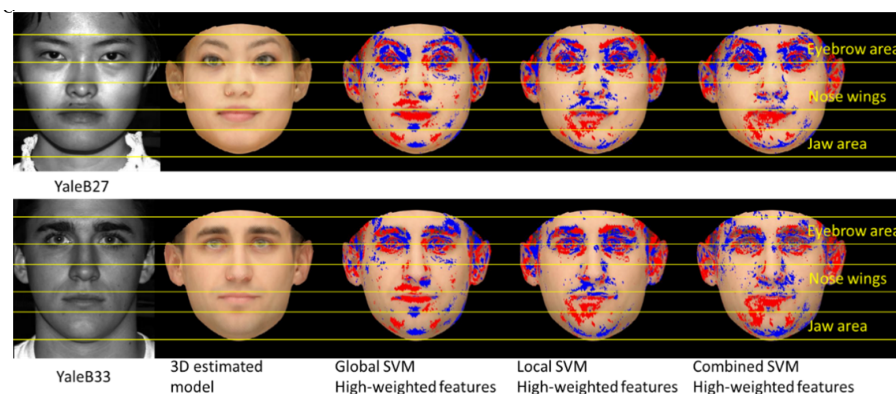 Eyebrow area
Nose wings
Jaw area
YaleB27
Eyebrow area
Nose wings
Jaw area
YaleB33
3D estimated
model
Global SVM
High-weighted features
Local SVM
High-weighted features
Combined SVM
High-weighted features